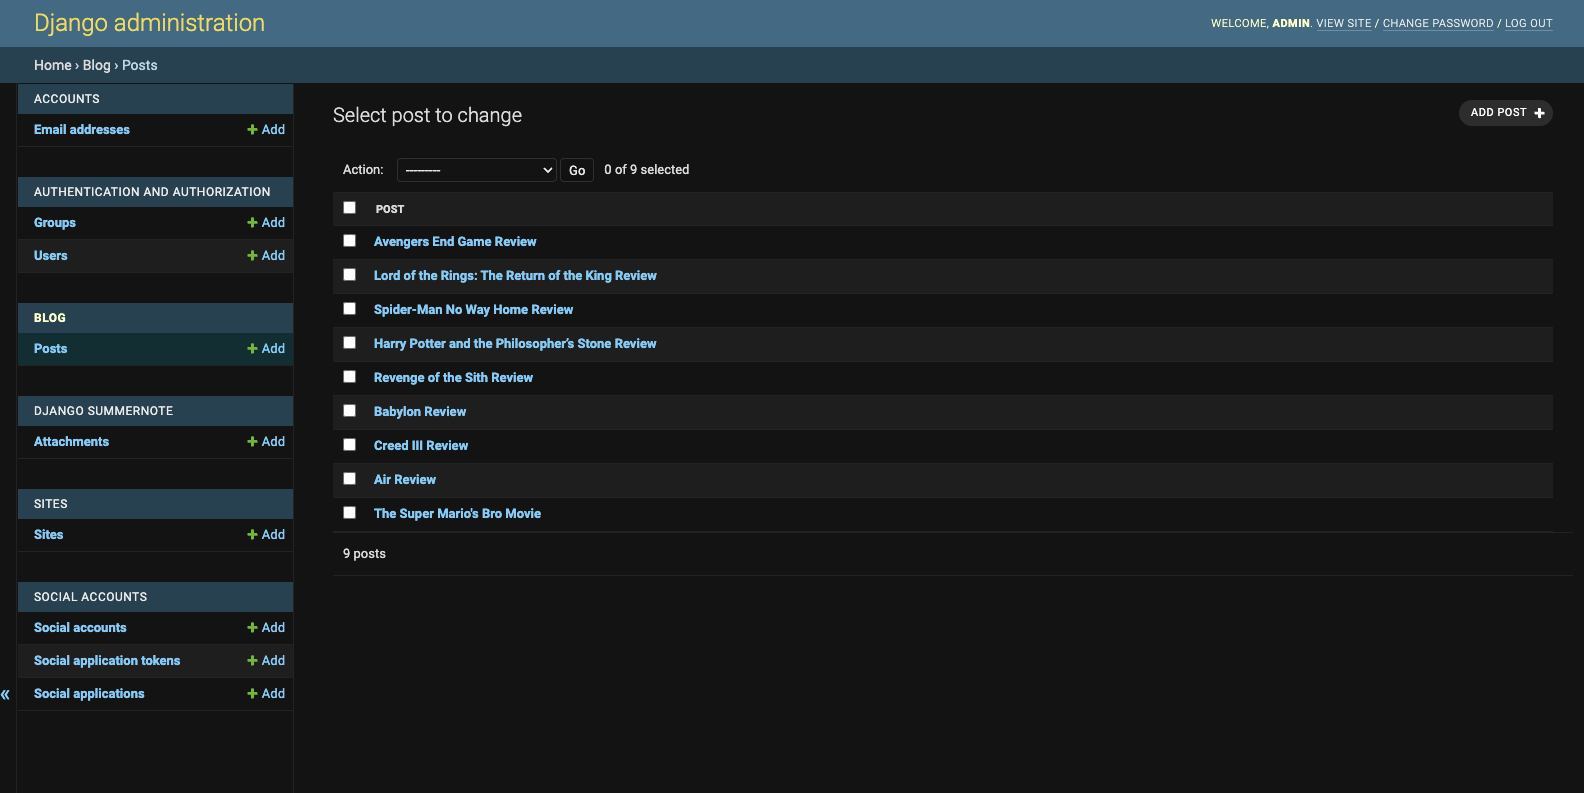 Django administration
WELCOME, ADMIN. VIEW SITE / CHANGE PASSWORD / LOG OUT
Home › Blog › Posts
ACCOUNTS
Email addresses + Add
AUTHENTICATION AND AUTHORIZATION
Groups + Add
Users + Add
BLOG
Posts + Add
DJANGO SUMMERNOTE
Attachments + Add
SITES
Sites + Add
SOCIAL ACCOUNTS
Social accounts + Add
Social application tokens + Add
Social applications + Add
«
Select post to change
ADD POST +
Action: --------- Go 0 of 9 selected
POST
Avengers End Game Review
Lord of the Rings: The Return of the King Review
Spider-Man No Way Home Review
Harry Potter and the Philosopher's Stone Review
Revenge of the Sith Review
Babylon Review
Creed III Review
Air Review
The Super Mario's Bro Movie
9 posts